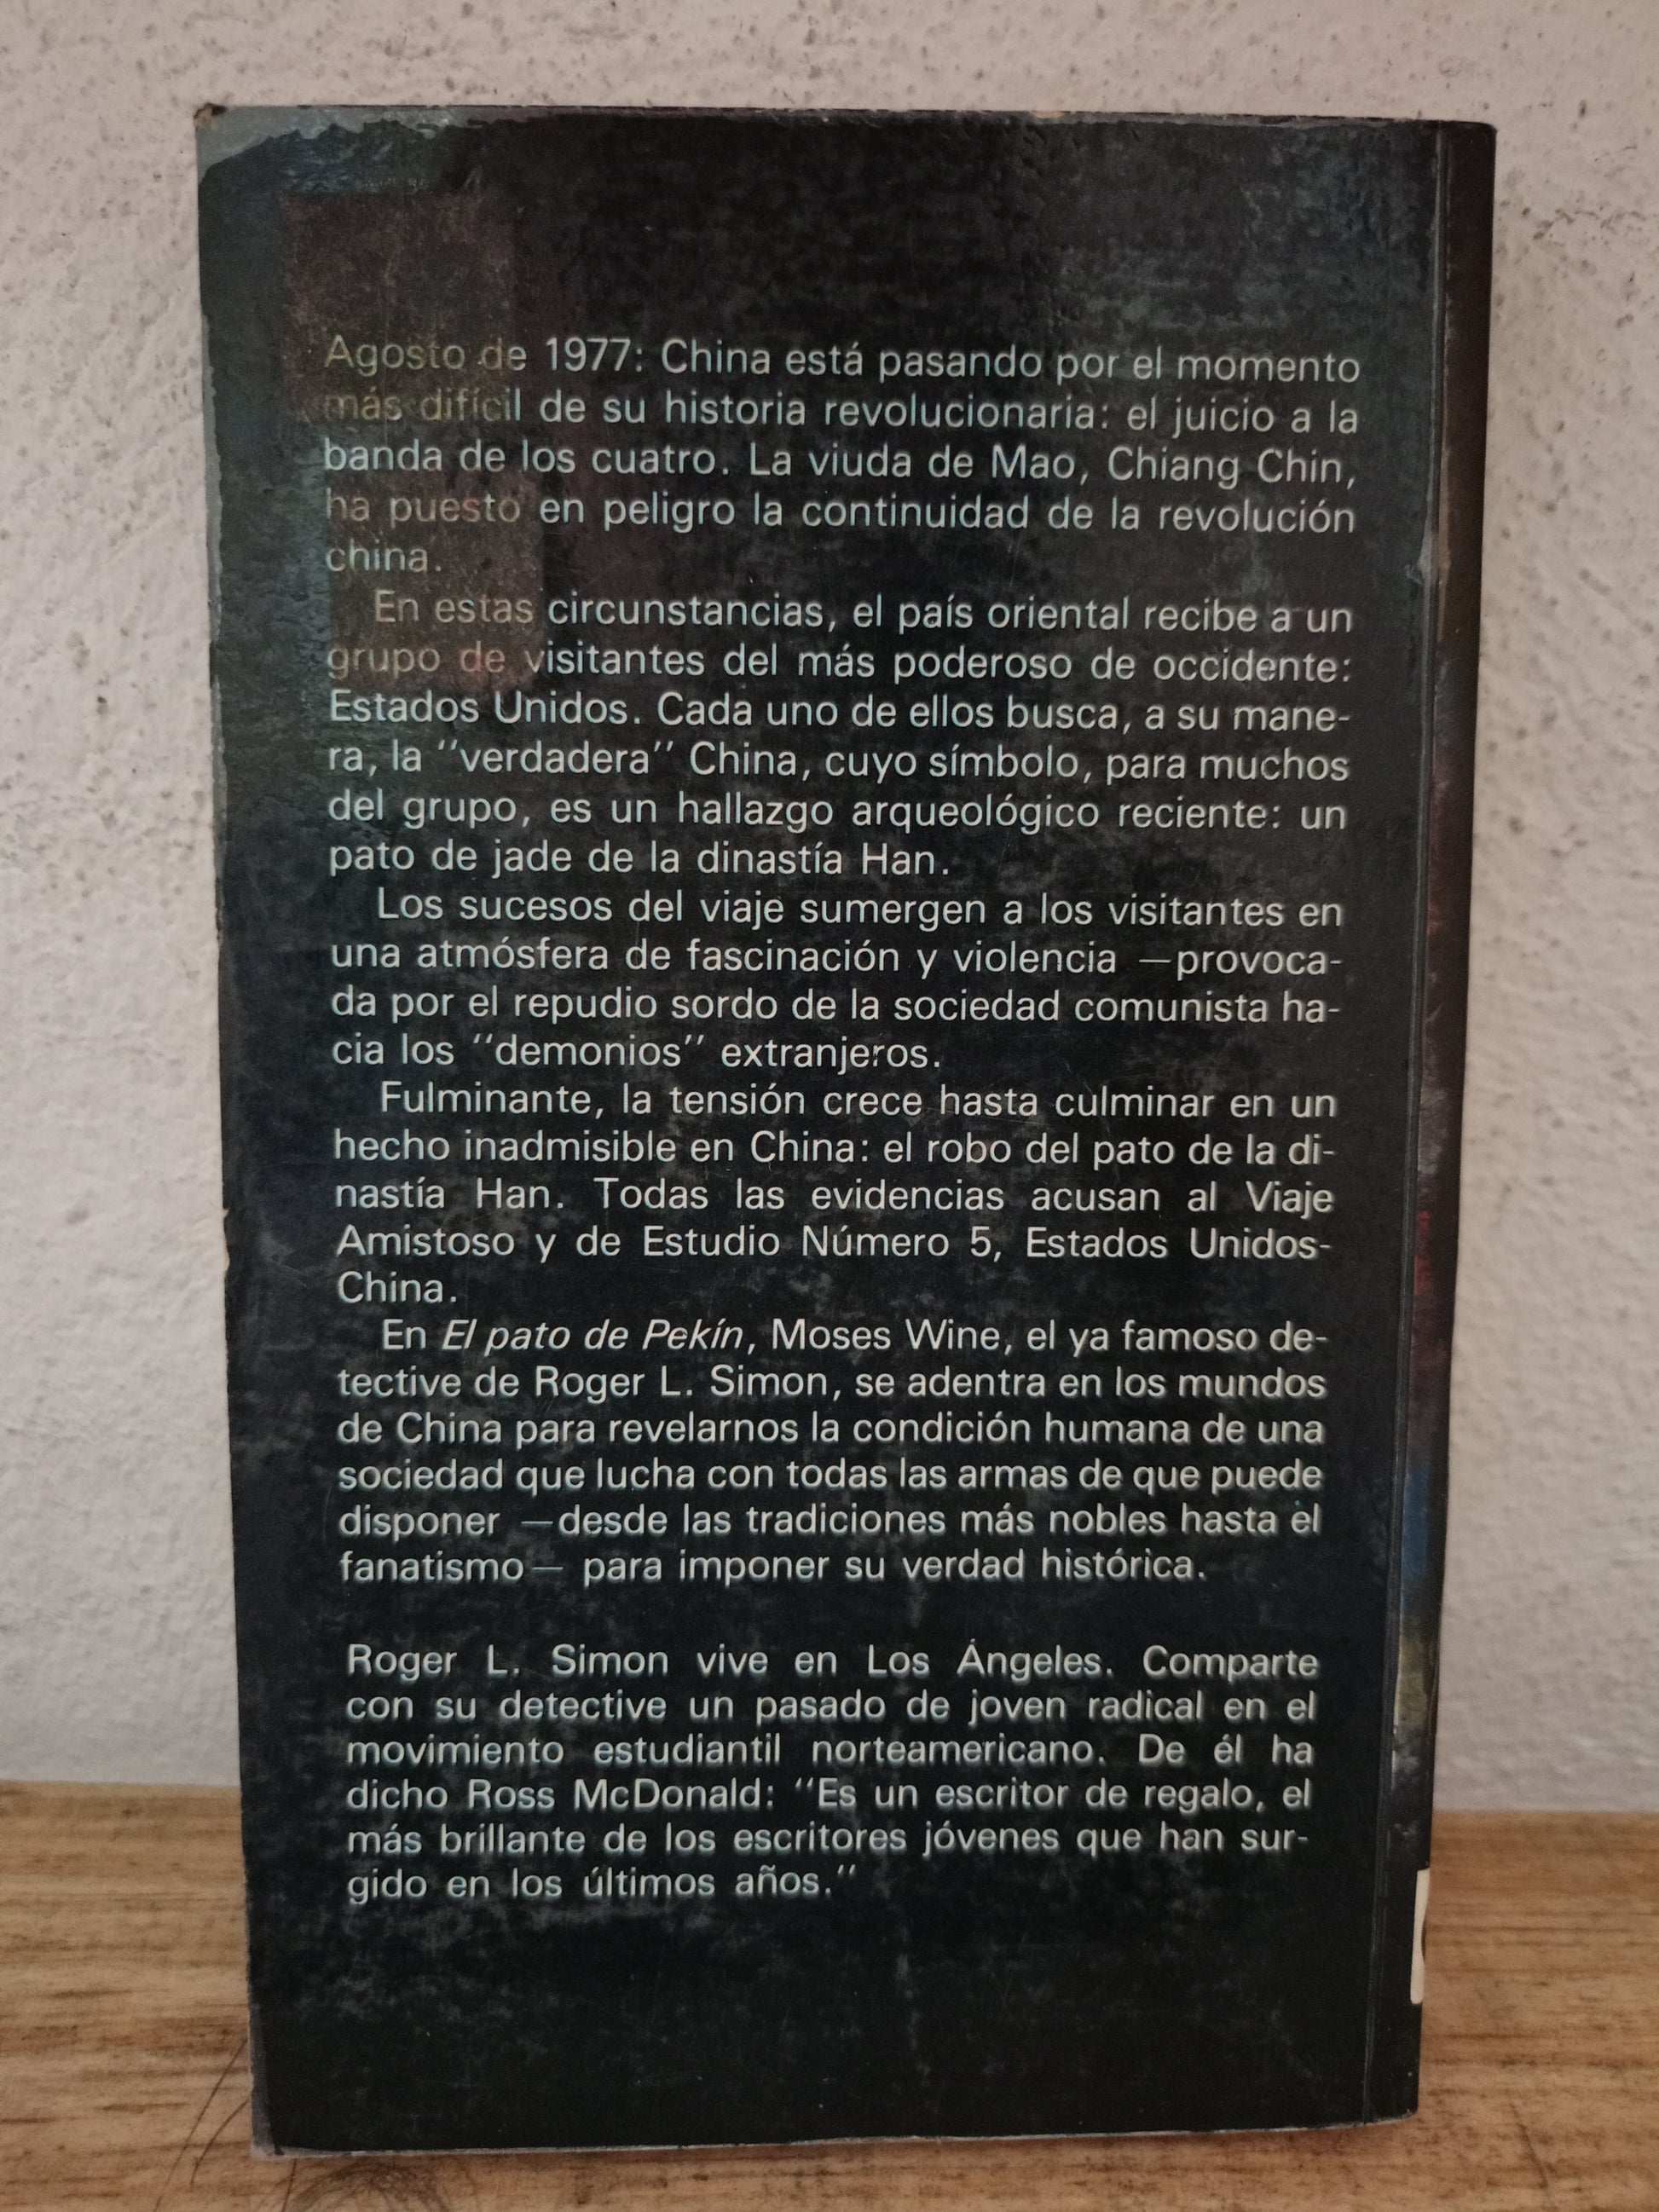 Agosto de 1977: China está pasando por el momento
más difícil de su historia revolucionaria: el juicio a la
banda de los cuatro. La viuda de Mao, Chiang Chin,
ha puesto en peligro la continuidad de la revolución
china.
En estas circunstancias, el país oriental recibe a un
grupo de visitantes del más poderoso de occidente:
Estados Unidos. Cada uno de ellos busca, a su mane-
ra, la ''verdadera'' China, cuyo símbolo, para muchos
del grupo, es un hallazgo arqueológico reciente: un
pato de jade de la dinastía Han.
Los sucesos del viaje sumergen a los visitantes en
una atmósfera de fascinación y violencia —provoca-
da por el repudio sordo de la sociedad comunista ha-
cia los ''demonios'' extranjeros.
Fulminante, la tensión crece hasta culminar en un
hecho inadmisible en China: el robo del pato de la di-
nastía Han. Todas las evidencias acusan al Viaje
Amistoso y de Estudio Número 5, Estados Unidos-
China.
En El pato de Pekín, Moses Wine, el ya famoso de-
tective de Roger L. Simon, se adentra en los mundos
de China para revelarnos la condición humana de una
sociedad que lucha con todas las armas de que puede
disponer —desde las tradiciones más nobles hasta el
fanatismo— para imponer su verdad histórica.
Roger L. Simon vive en Los Ángeles. Comparte
con su detective un pasado de joven radical en el
movimiento estudiantil norteamericano. De él ha
dicho Ross McDonald: ''Es un escritor de regalo, el
más brillante de los escritores jóvenes que han sur-
gido en los últimos años.''